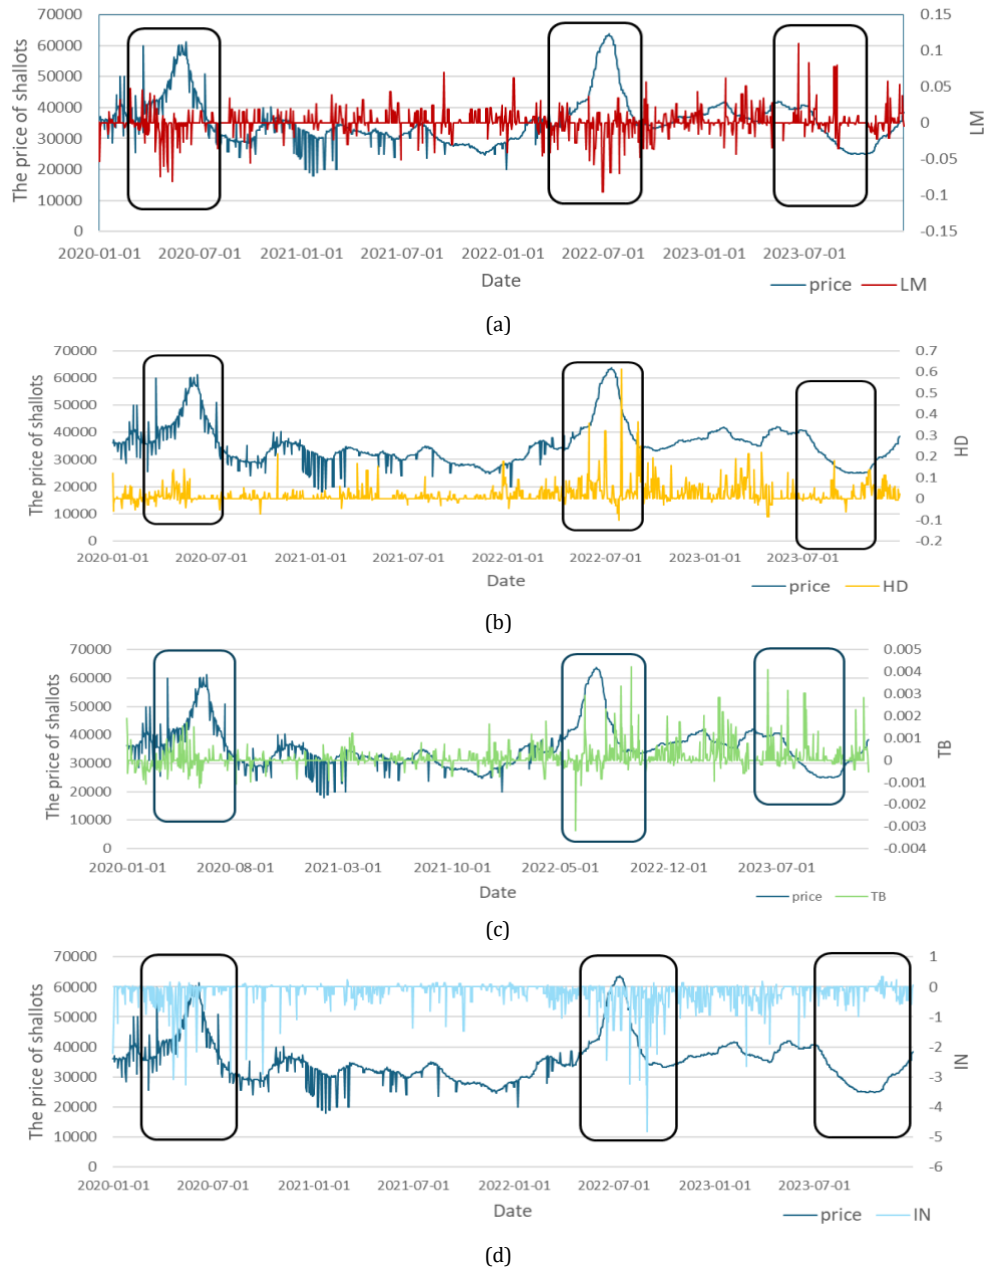 70000 0.15
60000 0.1
50000 0.05
40000 0
30000 -0.05
20000 -0.1
10000 -0.15
0
The price of shallots
LM
2020-01-01 2020-07-01 2021-01-01 2021-07-01 2022-01-01 2022-07-01 2023-01-01 2023-07-01
Date
price LM
(a)
70000 0.7
60000 0.6
50000 0.5
40000 0.4
30000 0.3
20000 0.2
10000 0.1
0 0
-0.1
-0.2
The price of shallots
HD
2020-01-01 2020-07-01 2021-01-01 2021-07-01 2022-01-01 2022-07-01 2023-01-01 2023-07-01
Date
price HD
(b)
70000 0.005
60000 0.004
50000 0.003
40000 0.002
30000 0.001
20000 0
10000 -0.001
0 -0.002
-0.003
-0.004
The price of shallots
TB
2020-01-01 2020-08-01 2021-03-01 2021-10-01 2022-05-01 2022-12-01 2023-07-01
Date
price TB
(c)
70000 1
60000 0
50000 -1
40000 -2
30000 -3
20000 -4
10000 -5
0 -6
The price of shallots
IN
2020-01-01 2020-07-01 2021-01-01 2021-07-01 2022-01-01 2022-07-01 2023-01-01 2023-07-01
Date
price IN
(d)